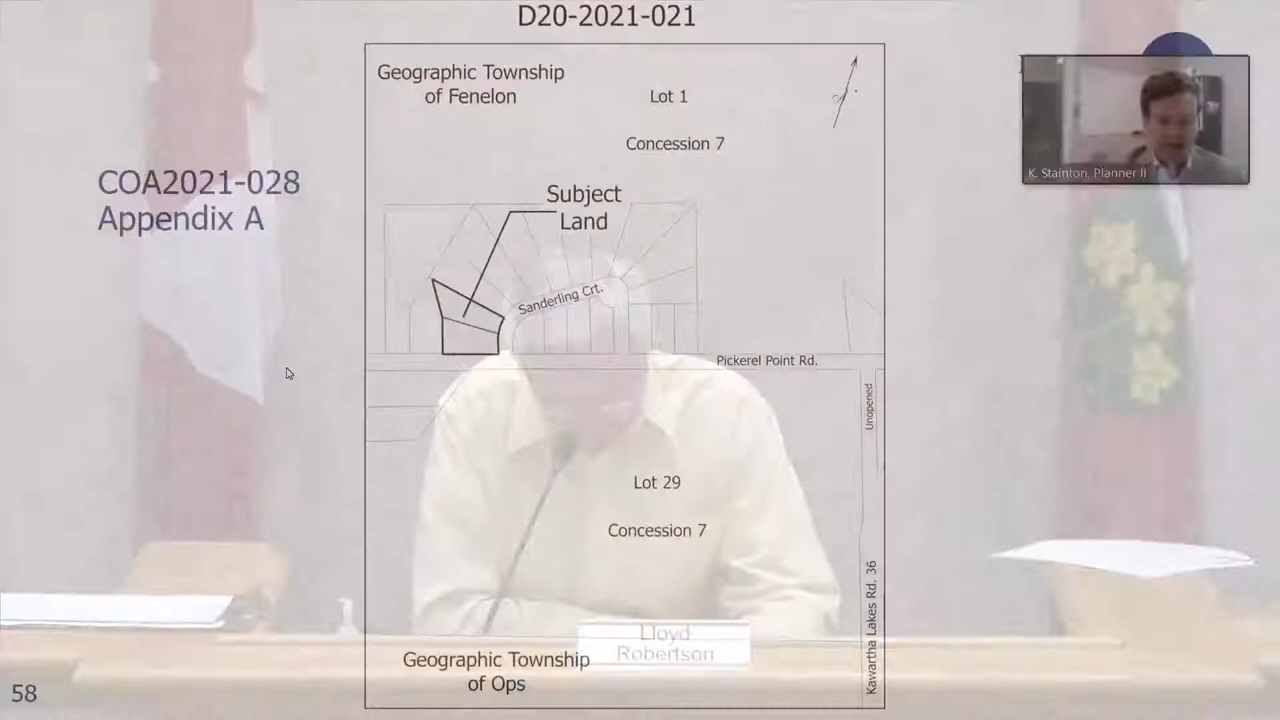 D20-2021-021
Geographic Township
of Fenelon
Lot 1
Concession 7
K. Stainton, Planner II
COA2021-028
Appendix A
Subject
Land
Sanderling Crt.
Pickerel Point Rd.
Unopened
Lot 29
Concession 7
Kawartha Lakes Rd. 36
Lloyd
Robertson
Geographic Township
of Ops
58